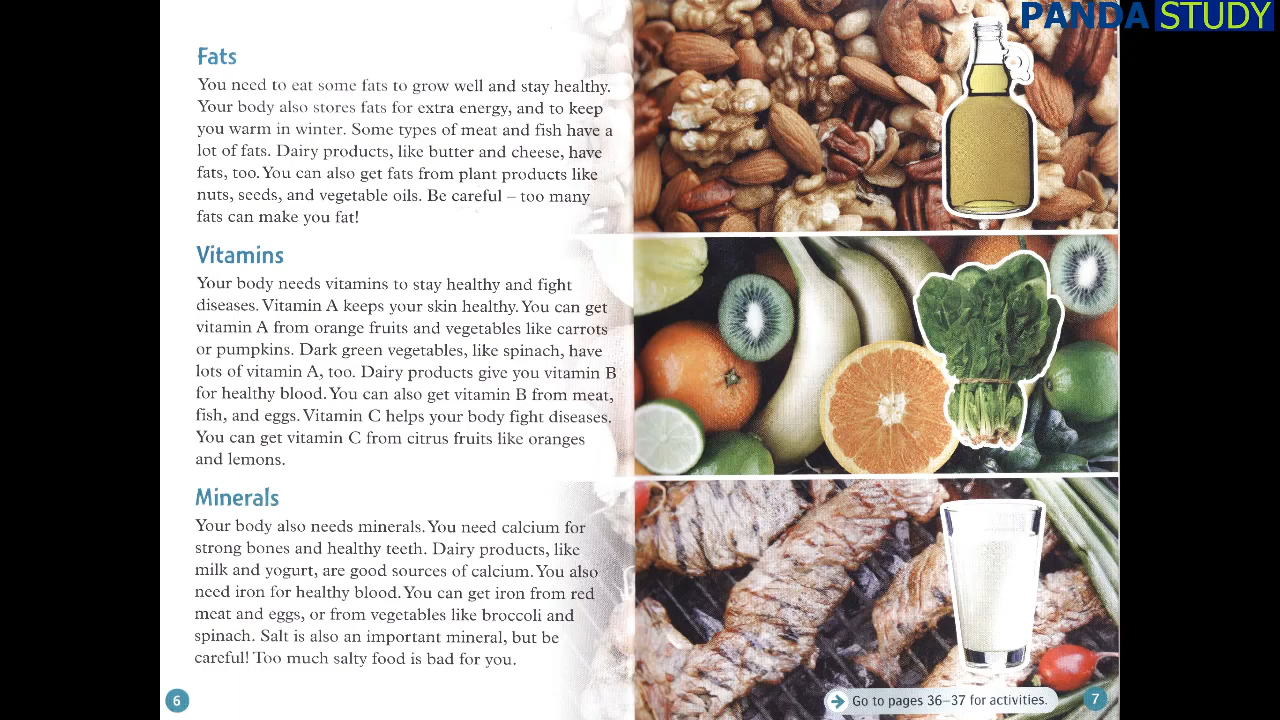 PANDA STUDY
Fats
You need to eat some fats to grow well and stay healthy.
Your body also stores fats for extra energy, and to keep
you warm in winter. Some types of meat and fish have a
lot of fats. Dairy products, like butter and cheese, have
fats, too. You can also get fats from plant products like
nuts, seeds, and vegetable oils. Be careful – too many
fats can make you fat!
Vitamins
Your body needs vitamins to stay healthy and fight
diseases. Vitamin A keeps your skin healthy. You can get
vitamin A from orange fruits and vegetables like carrots
or pumpkins. Dark green vegetables, like spinach, have
lots of vitamin A, too. Dairy products give you vitamin B
for healthy blood. You can also get vitamin B from meat,
fish, and eggs. Vitamin C helps your body fight diseases.
You can get vitamin C from citrus fruits like oranges
and lemons.
Minerals
Your body also needs minerals. You need calcium for
strong bones and healthy teeth. Dairy products, like
milk and yogurt, are good sources of calcium. You also
need iron for healthy blood. You can get iron from red
meat and eggs, or from vegetables like broccoli and
spinach. Salt is also an important mineral, but be
careful! Too much salty food is bad for you.
6
Go to pages 36–37 for activities.
7